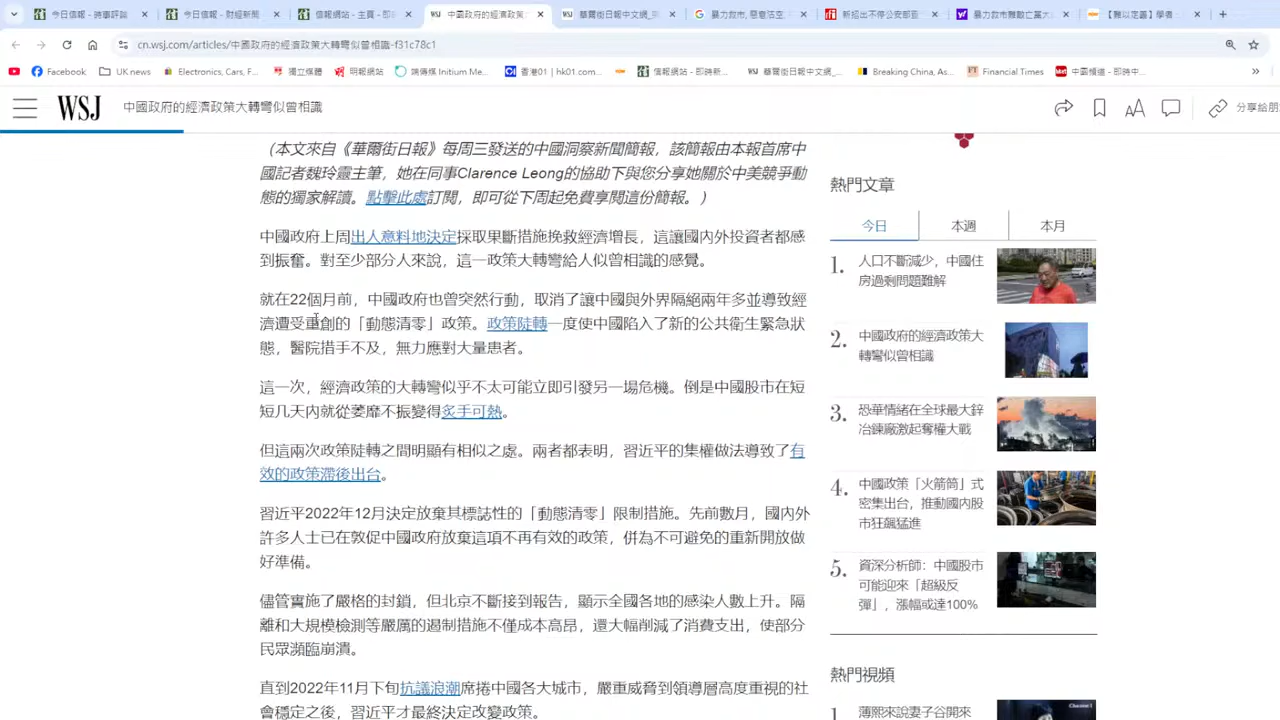 今日信報 - 時事評論
今日信報 - 財經新聞
信報網站 - 主頁 - 即
中國政府的經濟政策大
華爾街日報中文網_
暴力救市, 惡意沽空,
新招出不停公安部
暴力救市難敵亡黨大
【難以定義】學者：
cn.wsj.com/articles/中國政府的經濟政策大轉彎似曾相識-f31c78c1
Facebook
UK news
Electronics, Cars, F...
獨立媒體
明報網站
端傳媒 Initium Me...
香港01 | hk01.com...
信報網站 - 即時新...
WSJ 華爾街日報中文網_...
Breaking China, As...
FT Financial Times
中國頻道 - 即時中...
WSJ
中國政府的經濟政策大轉彎似曾相識
分享給朋
（本文來自《華爾街日報》每周三發送的中國洞察新聞簡報，該簡報由本報首席中
國記者魏玲靈主筆，她在同事Clarence Leong的協助下與您分享她關於中美競爭動
態的獨家解讀。點擊此處訂閱，即可從下周起免費享閱這份簡報。）
中國政府上周出人意料地決定採取果斷措施挽救經濟增長，這讓國內外投資者都感
到振奮。對至少部分人來說，這一政策大轉彎給人似曾相識的感覺。
就在22個月前，中國政府也曾突然行動，取消了讓中國與外界隔絕兩年多並導致經
濟遭受重創的「動態清零」政策。政策陡轉一度使中國陷入了新的公共衛生緊急狀
態，醫院措手不及，無力應對大量患者。
這一次，經濟政策的大轉彎似乎不太可能立即引發另一場危機。倒是中國股市在短
短几天內就從萎靡不振變得炙手可熱。
但這兩次政策陡轉之間明顯有相似之處。兩者都表明，習近平的集權做法導致了有
效的政策滯後出台。
習近平2022年12月決定放棄其標誌性的「動態清零」限制措施。先前數月，國內外
許多人士已在敦促中國政府放棄這項不再有效的政策，併為不可避免的重新開放做
好準備。
儘管實施了嚴格的封鎖，但北京不斷接到報告，顯示全國各地的感染人數上升。隔
離和大規模檢測等嚴厲的遏制措施不僅成本高昂，還大幅削減了消費支出，使部分
民眾瀕臨崩潰。
直到2022年11月下旬抗議浪潮席捲中國各大城市，嚴重威脅到領導層高度重視的社
會穩定之後，習近平才最終決定改變政策。
熱門文章
今日
本週
本月
1. 人口不斷減少，中國住
房過剩問題難解
2. 中國政府的經濟政策大
轉彎似曾相識
3. 恐華情緒在全球最大鋅
冶鍊廠激起奪權大戰
4. 中國政策「火箭筒」式
密集出台，推動國內股
市狂飆猛進
5. 資深分析師：中國股市
可能迎來「超級反
彈」，漲幅或達100%
熱門視頻
1. 薄熙來說妻子谷開來